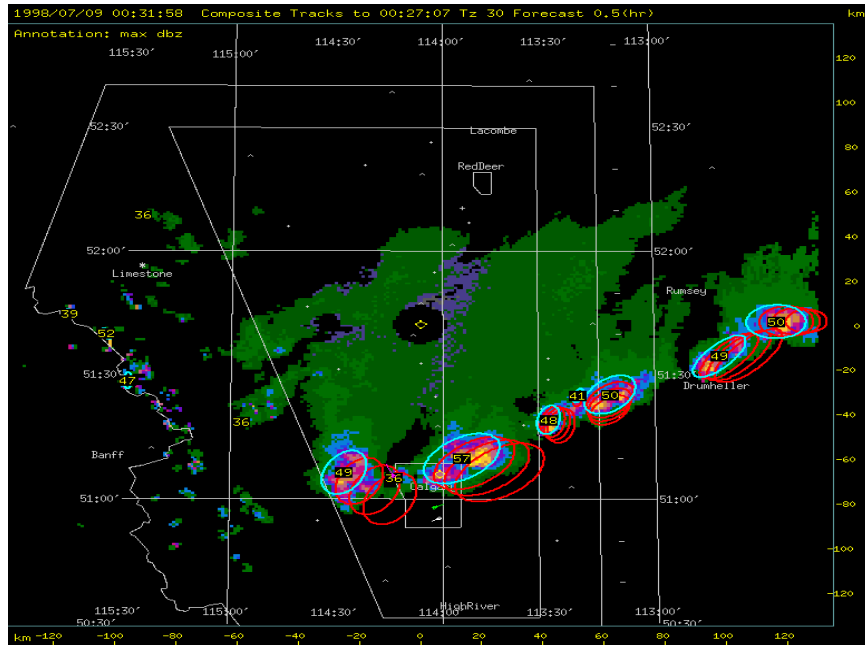 1998/07/09 00:31:58 Composite Tracks to 00:27:07 Tz 30 Forecast 0.5(hr) km
Annotation: max dbz
115:30' 115:00' 114:30' 114:00' 113:30' 113:00'
120
100
52:30' Lacombe 52:30'
80
RedDeer
60
36
40
52:00' 52:00'
Limestone
20
Rumsey
39 50 0
52
49
-20
47 51:30' 51:30'
Drumheller
41 50
36 48 -40
Banff 57
-60
49 36
Calg
51:00' 51:00'
-80
-100
115:30' 114:30' 114:00' 113:30' 113:00'
HighRiver
50:30' 50:30'
-120
km -120 -100 -80 -60 -40 -20 0 20 40 60 80 100 120